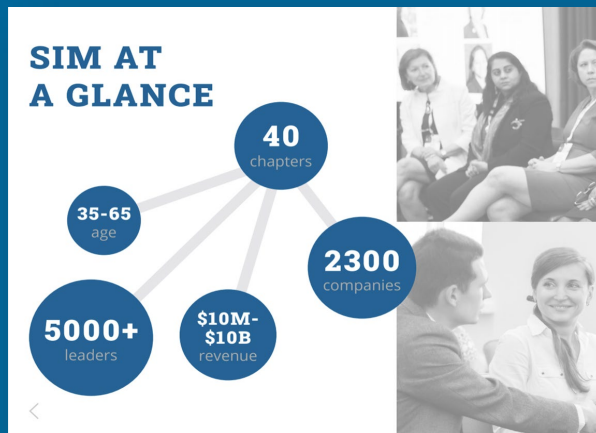 SIM AT
A GLANCE
40
chapters
35-65
age
2300
companies
5000+
leaders
$10M-
$10B
revenue